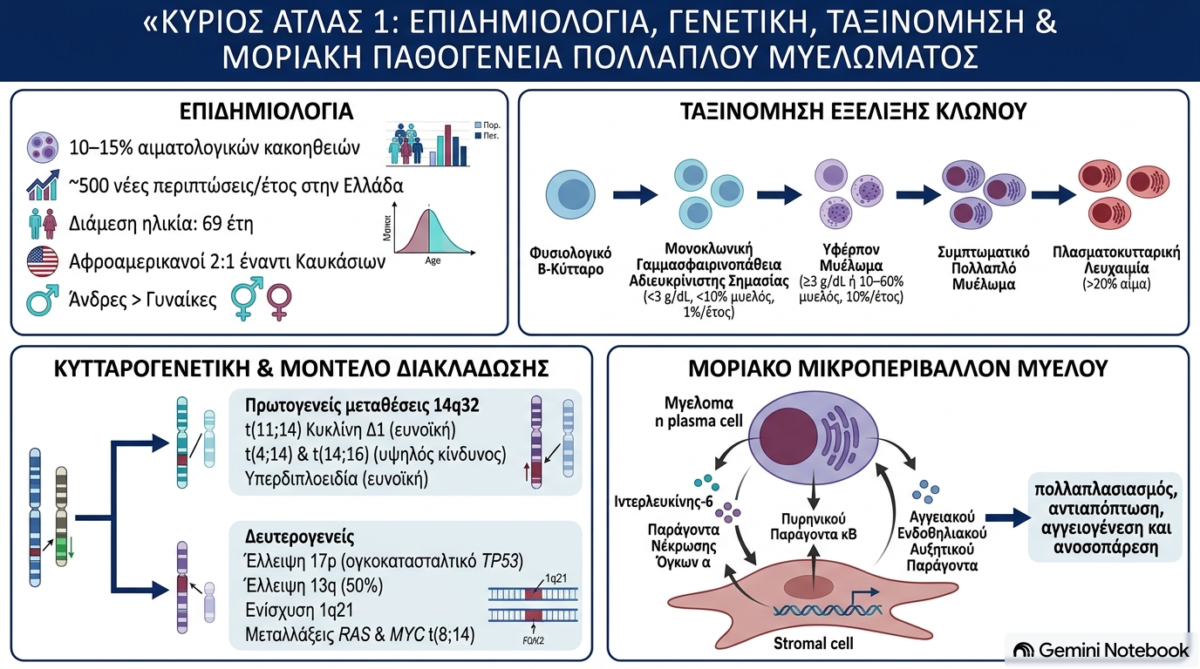 «ΚΥΡΙΟΣ ΑΤΛΑΣ 1: ΕΠΙΔΗΜΙΟΛΟΓΙΑ, ΓΕΝΕΤΙΚΗ, ΤΑΞΙΝΟΜΗΣΗ &
ΜΟΡΙΑΚΗ ΠΑΘΟΓΕΝΕΙΑ ΠΟΛΛΑΠΛΟΥ ΜΥΕΛΩΜΑΤΟΣ
ΕΠΙΔΗΜΙΟΛΟΓΙΑ
10–15% αιματολογικών κακοηθειών
Πορ.
Περ.
~500 νέες περιπτώσεις/έτος στην Ελλάδα
Διάμεση ηλικία: 69 έτη
Age
Αφροαμερικανοί 2:1 έναντι Καυκάσιων
Άνδρες > Γυναίκες
ΤΑΞΙΝΟΜΗΣΗ ΕΞΕΛΙΞΗΣ ΚΛΩΝΟΥ
Φυσιολογικό
Β-Κύτταρο
Μονοκλωνική
Γαμμασφαιρινοπάθεια
Αδιευκρίνιστης Σημασίας
(<3 g/dL, <10% μυελός,
1%/έτος)
Υφέρπον
Μυέλωμα
(≥3 g/dL ή 10–60%
μυελός, 10%/έτος)
Συμπτωματικό
Πολλαπλό
Μυέλωμα
Πλασματοκυτταρική
Λευχαιμία
(>20% αίμα)
ΚΥΤΤΑΡΟΓΕΝΕΤΙΚΗ & ΜΟΝΤΕΛΟ ΔΙΑΚΛΑΔΩΣΗΣ
Πρωτογενείς μεταθέσεις 14q32
t(11;14) Κυκλίνη Δ1 (ευνοϊκή)
t(4;14) & t(14;16) (υψηλός κίνδυνος)
Υπερδιπλοειδία (ευνοϊκή)
Δευτερογενείς
Έλλειψη 17p (ογκοκατασταλτικό TP53)
Έλλειψη 13q (50%)
Ενίσχυση 1q21
Μεταλλάξεις RAS & MYC t(8;14)
1q21
ΜΟΡΙΑΚΟ ΜΙΚΡΟΠΕΡΙΒΑΛΛΟΝ ΜΥΕΛΟΥ
Myeloma
n plasma cell
Ιντερλευκίνης-6
Παράγοντα
Νέκρωσης
Όγκων α
Πυρηνικού
Παράγοντα κΒ
Αγγειακού
Ενδοθηλιακού
Αυξητικού
Παράγοντα
πολλαπλασιασμός,
αντιαπόπτωση,
αγγειογένεση και
ανοσοπάρεση
Stromal cell
Gemini Notebook